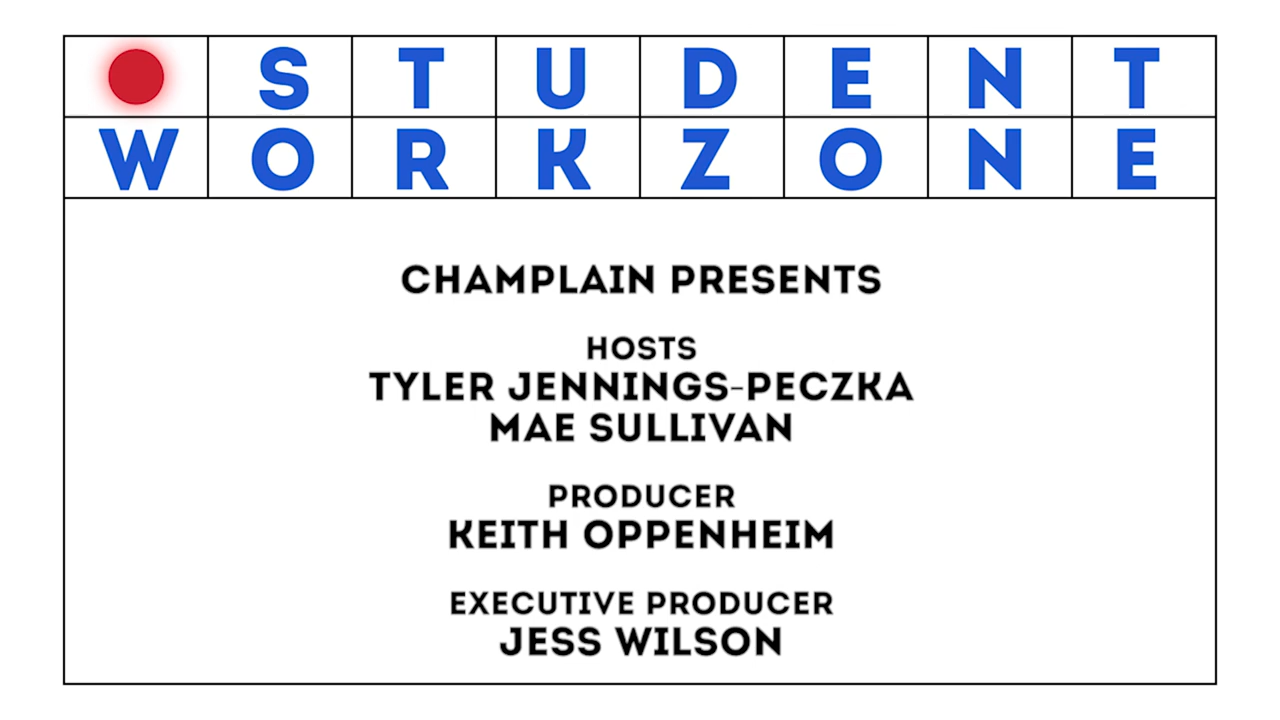 STUDENT
WORKZONE
CHAMPLAIN PRESENTS
HOSTS
TYLER JENNINGS-PECZKA
MAE SULLIVAN
PRODUCER
KEITH OPPENHEIM
EXECUTIVE PRODUCER
JESS WILSON